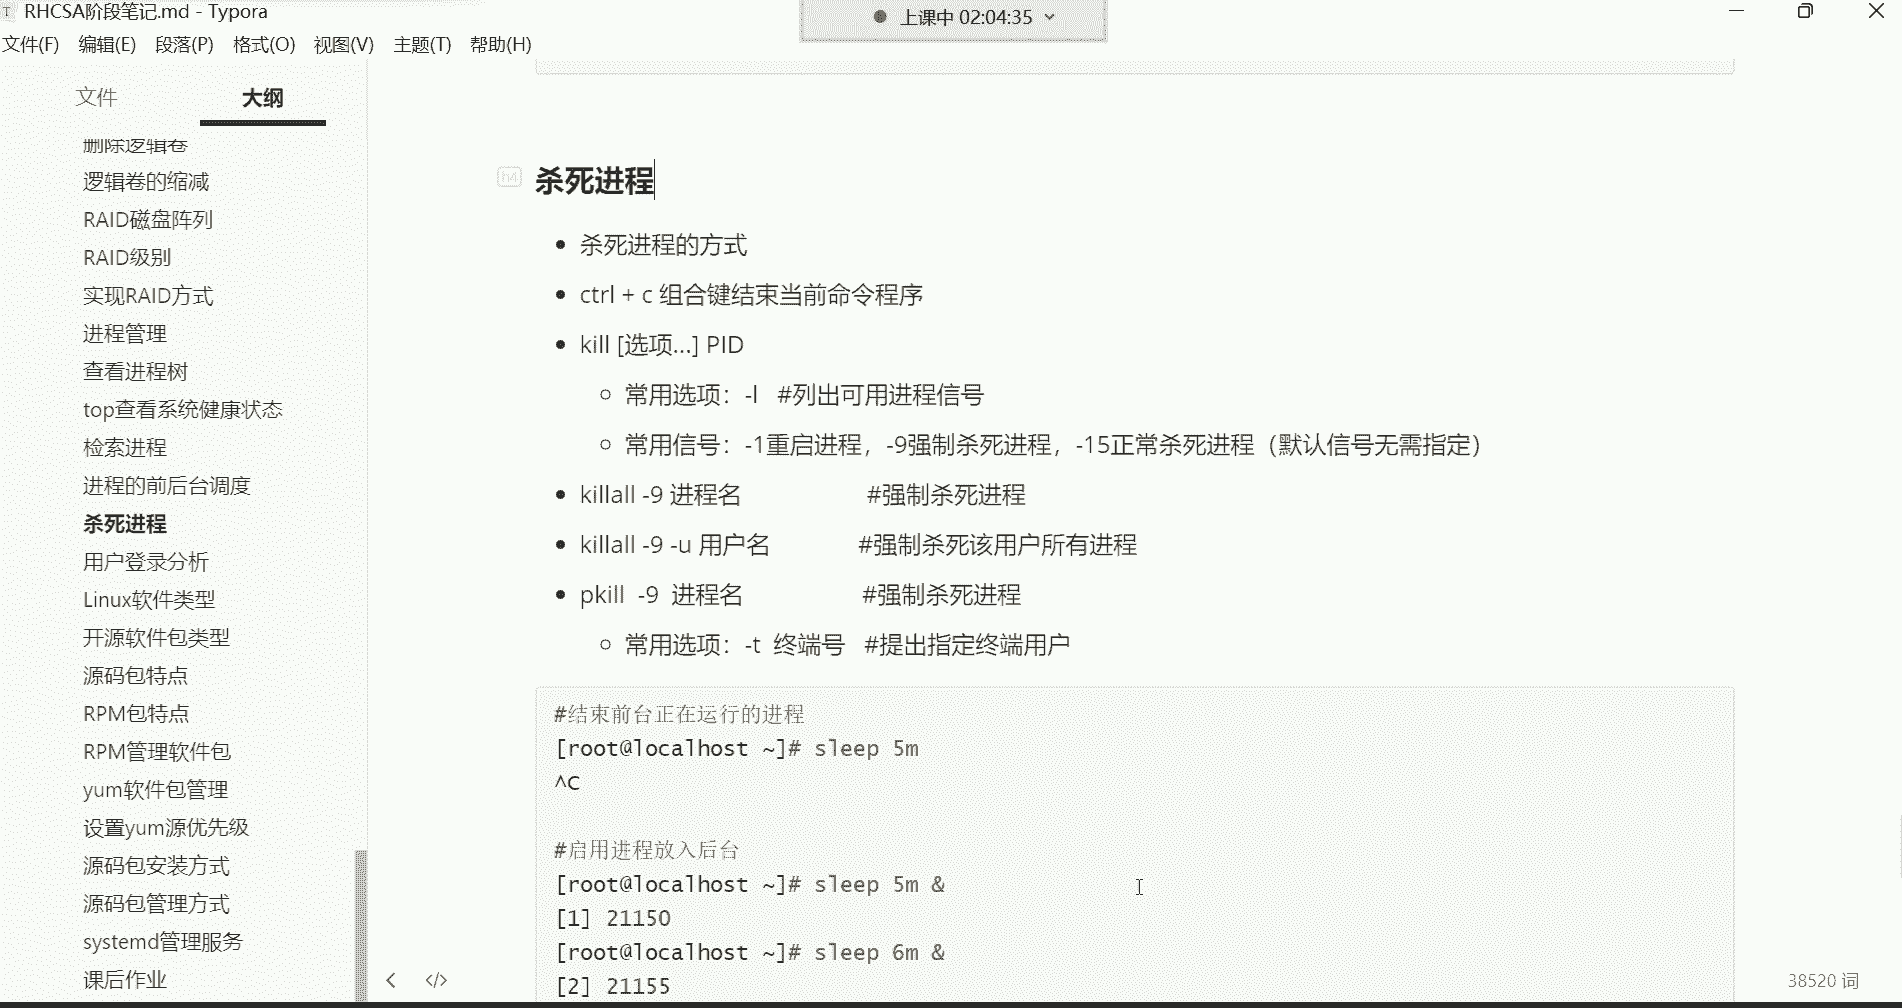 RHCSA阶段笔记.md - Typora
上课中 02:04:35
文件(F) 编辑(E) 段落(P) 格式(O) 视图(V) 主题(T) 帮助(H)
文件 大纲
删除逻辑卷
逻辑卷的缩减
RAID磁盘阵列
RAID级别
实现RAID方式
进程管理
查看进程树
top查看系统健康状态
检索进程
进程的前后台调度
杀死进程
用户登录分析
Linux软件类型
开源软件包类型
源码包特点
RPM包特点
RPM管理软件包
yum软件包管理
设置yum源优先级
源码包安装方式
源码包管理方式
systemd管理服务
课后作业
h4 杀死进程
杀死进程的方式
ctrl + c 组合键结束当前命令程序
kill [选项...] PID
常用选项：-l #列出可用进程信号
常用信号：-1重启进程，-9强制杀死进程，-15正常杀死进程（默认信号无需指定）
killall -9 进程名 #强制杀死进程
killall -9 -u 用户名 #强制杀死该用户所有进程
pkill -9 进程名 #强制杀死进程
常用选项：-t 终端号 #提出指定终端用户
#结束前台正在运行的进程
[root@localhost ~]# sleep 5m
^C
#启用进程放入后台
[root@localhost ~]# sleep 5m &
[1] 21150
[root@localhost ~]# sleep 6m &
[2] 21155
</> 38520 词